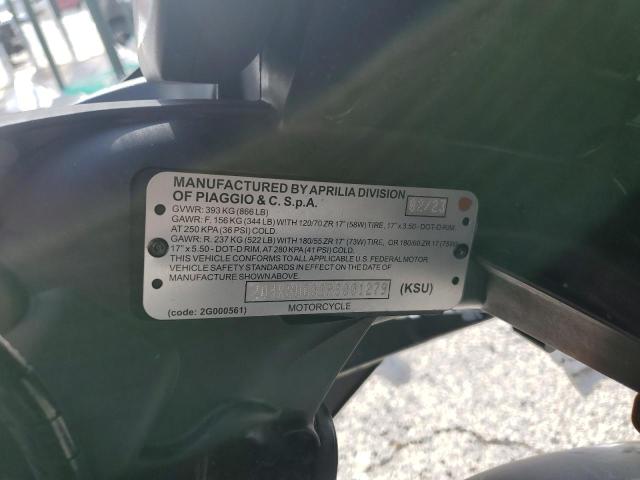 MANUFACTURED BY APRILIA DIVISION
OF PIAGGIO & C. S.p.A.
GVWR: 393 KG (866 LB)
GAWR: F. 156 KG (344 LB) WITH 120/70 ZR 17" (58W) TIRE, 17" x 3.50 - DOT-D RIM,
AT 250 KPA (36 PSI) COLD.
GAWR: R. 237 KG (522 LB) WITH 180/55 ZR 17" (73W) TIRE, OR 180/60 ZR 17 (75W)
17" x 5.50 - DOT-D RIM, AT 280 KPA (41 PSI) COLD.
THIS VEHICLE CONFORMS TO ALL APPLICABLE U.S. FEDERAL MOTOR
VEHICLE SAFETY STANDARDS IN EFFECT ON THE DATE OF
MANUFACTURE SHOWN ABOVE.
(KSU)
(code: 2G000561) MOTORCYCLE